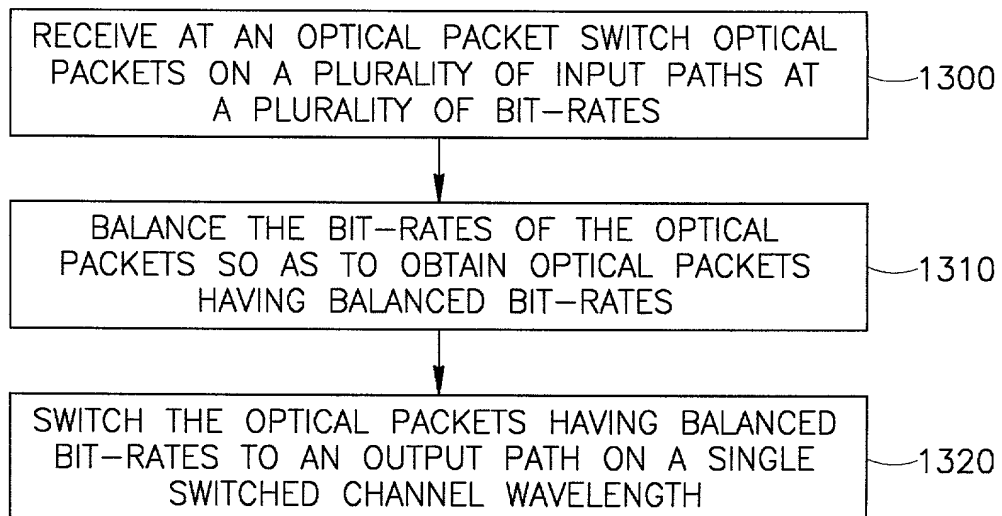 RECEIVE AT AN OPTICAL PACKET SWITCH OPTICAL
PACKETS ON A PLURALITY OF INPUT PATHS AT
A PLURALITY OF BIT-RATES
1300
BALANCE THE BIT-RATES OF THE OPTICAL
PACKETS SO AS TO OBTAIN OPTICAL PACKETS
HAVING BALANCED BIT-RATES
1310
SWITCH THE OPTICAL PACKETS HAVING BALANCED
BIT-RATES TO AN OUTPUT PATH ON A SINGLE
SWITCHED CHANNEL WAVELENGTH
1320